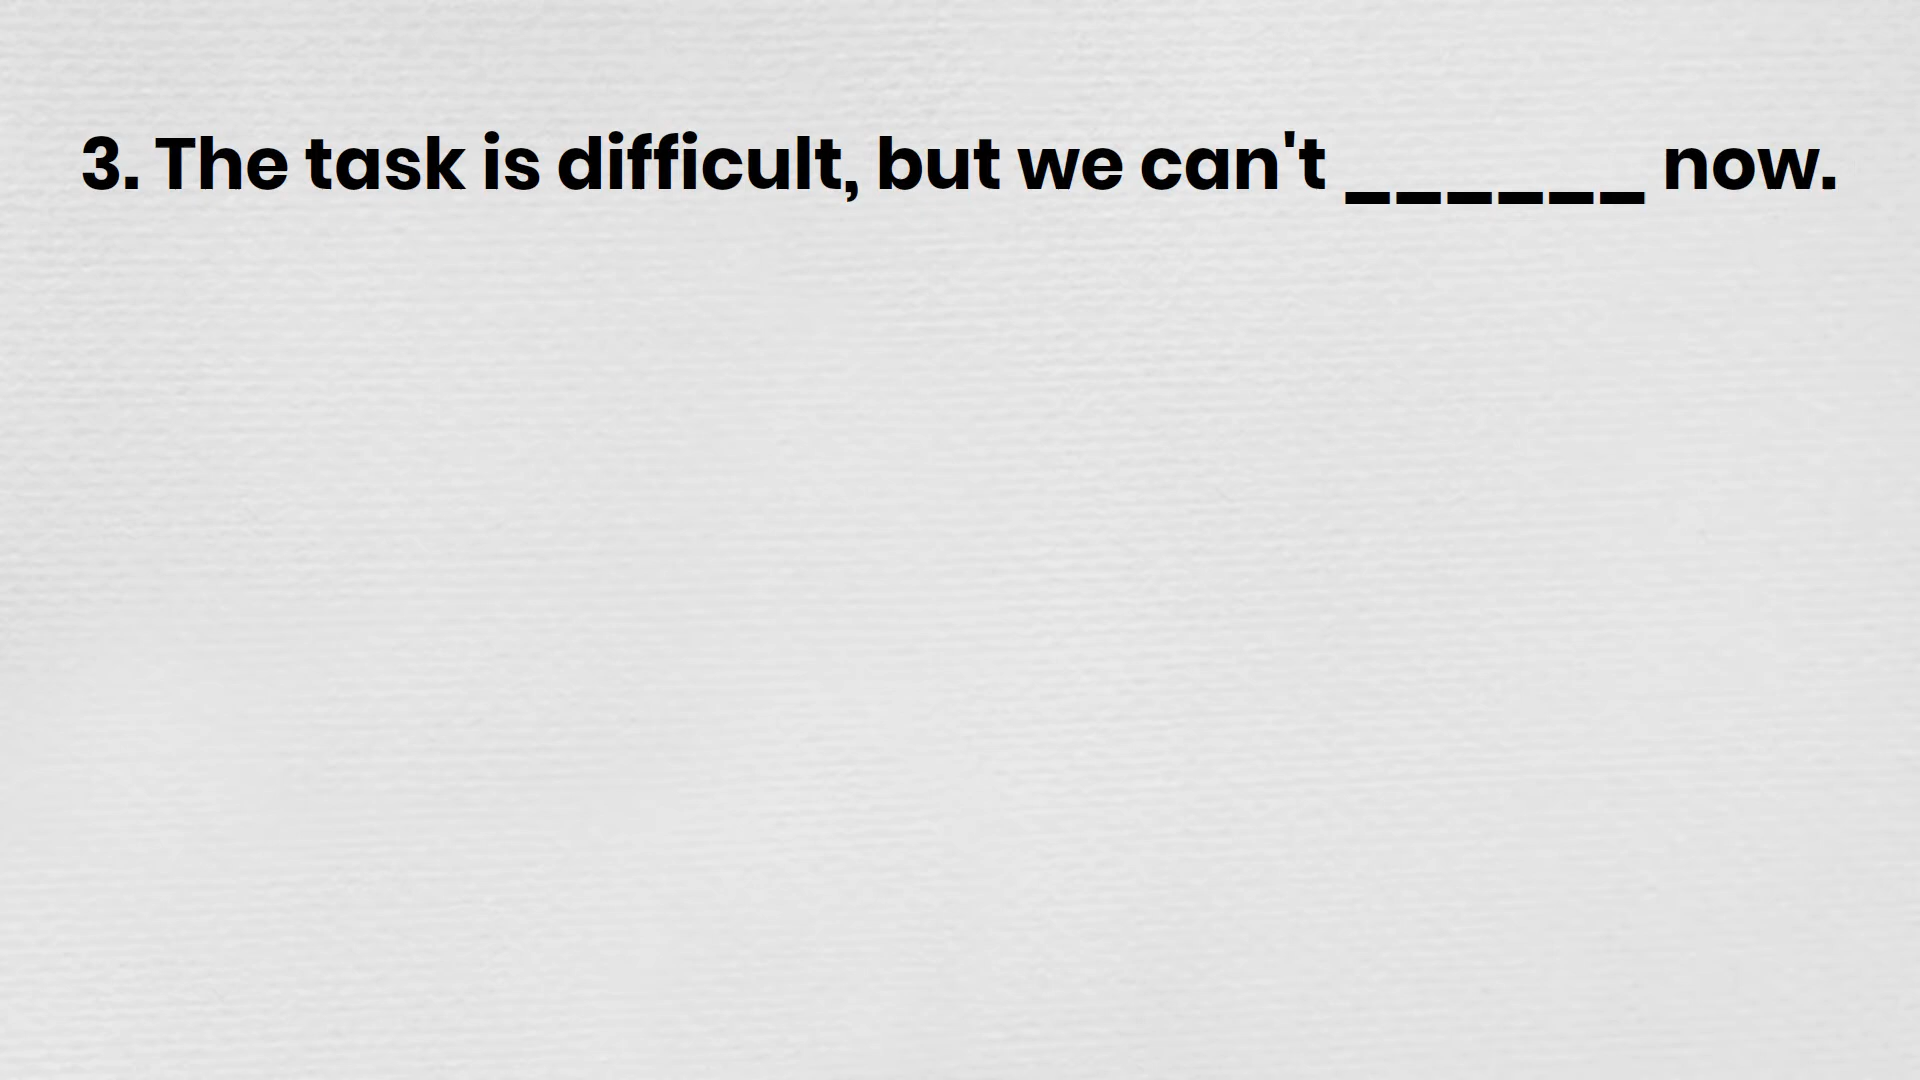 3. The task is difficult, but we can't ______ now.